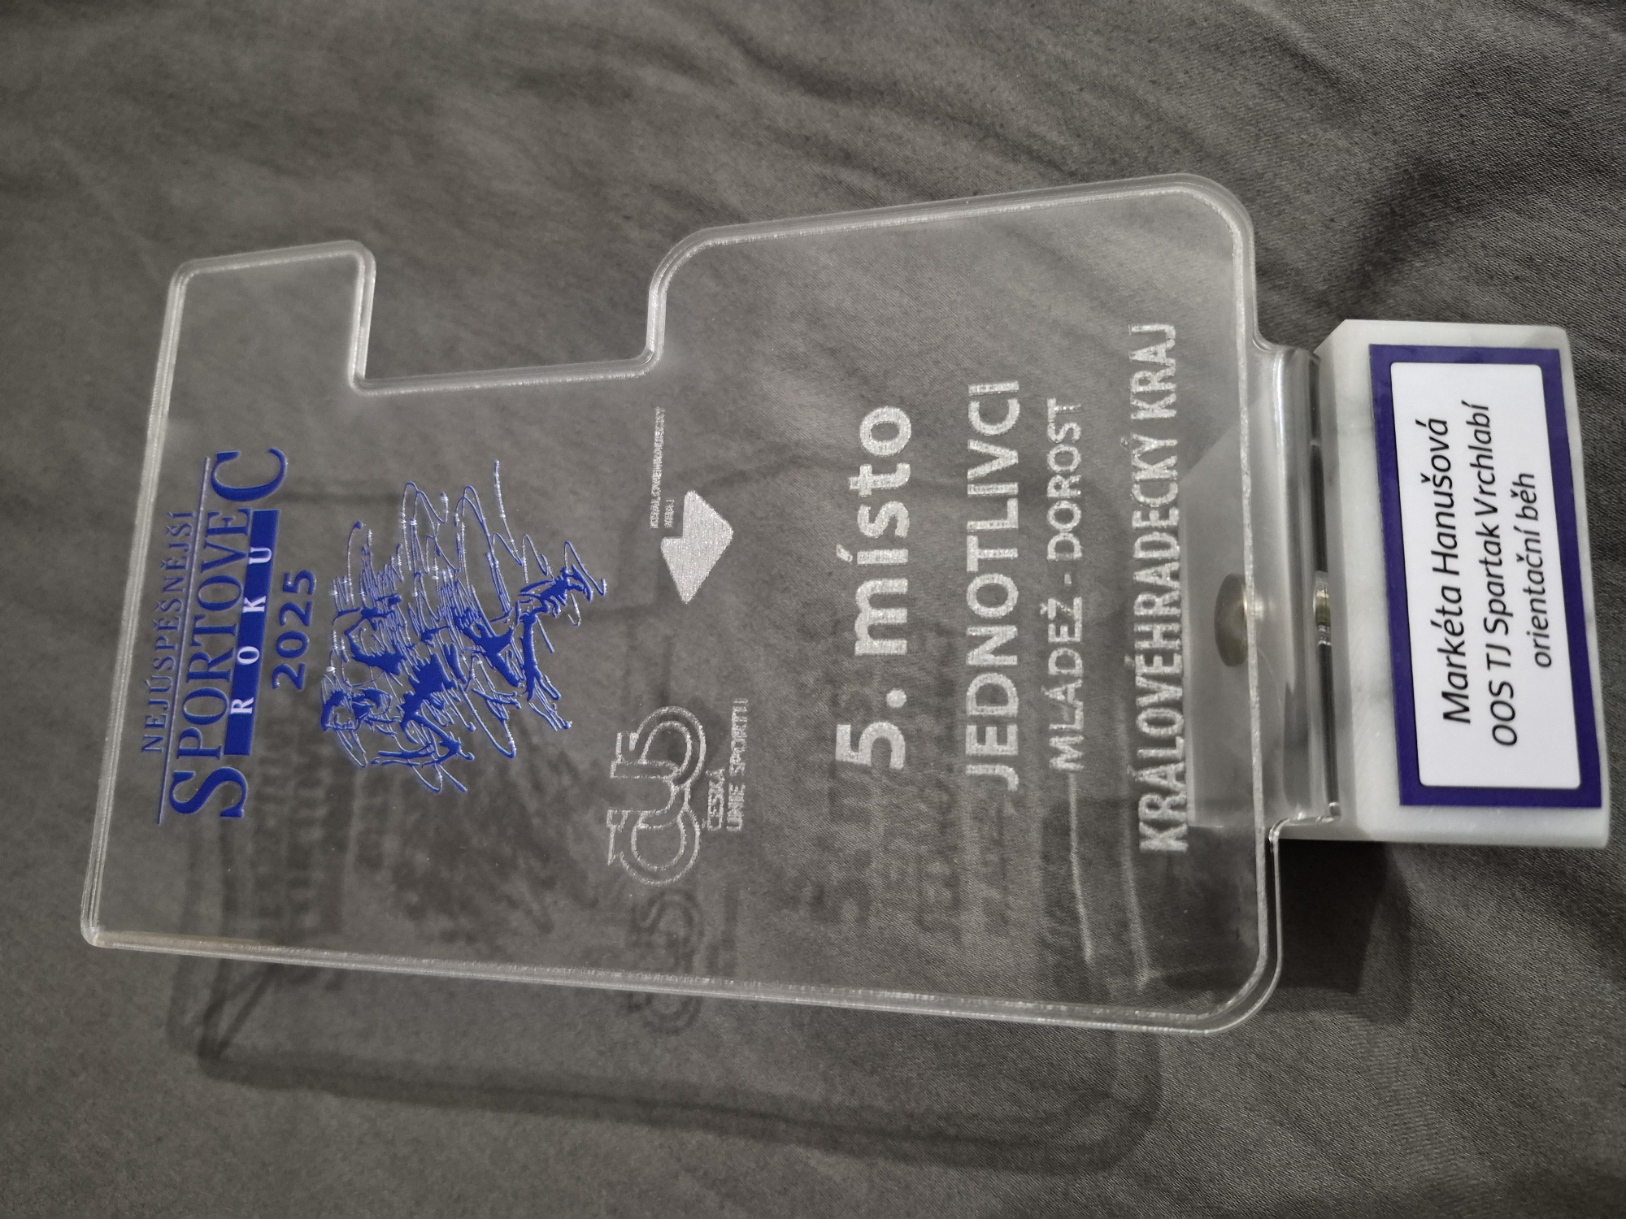 NEJÚSPĚŠNĚJŠÍ
SPORTOVEC
ROKU
2025
ČUS
ČESKÁ
UNIE SPORTU
KRÁLOVÉHRADECKÝ
KRAJ
5. místo
JEDNOTLIVCI
MLÁDEŽ - DOROST
KRÁLOVÉHRADECKÝ KRAJ
Markéta Hanušová
OOS TJ Spartak Vrchlabí
orientační běh